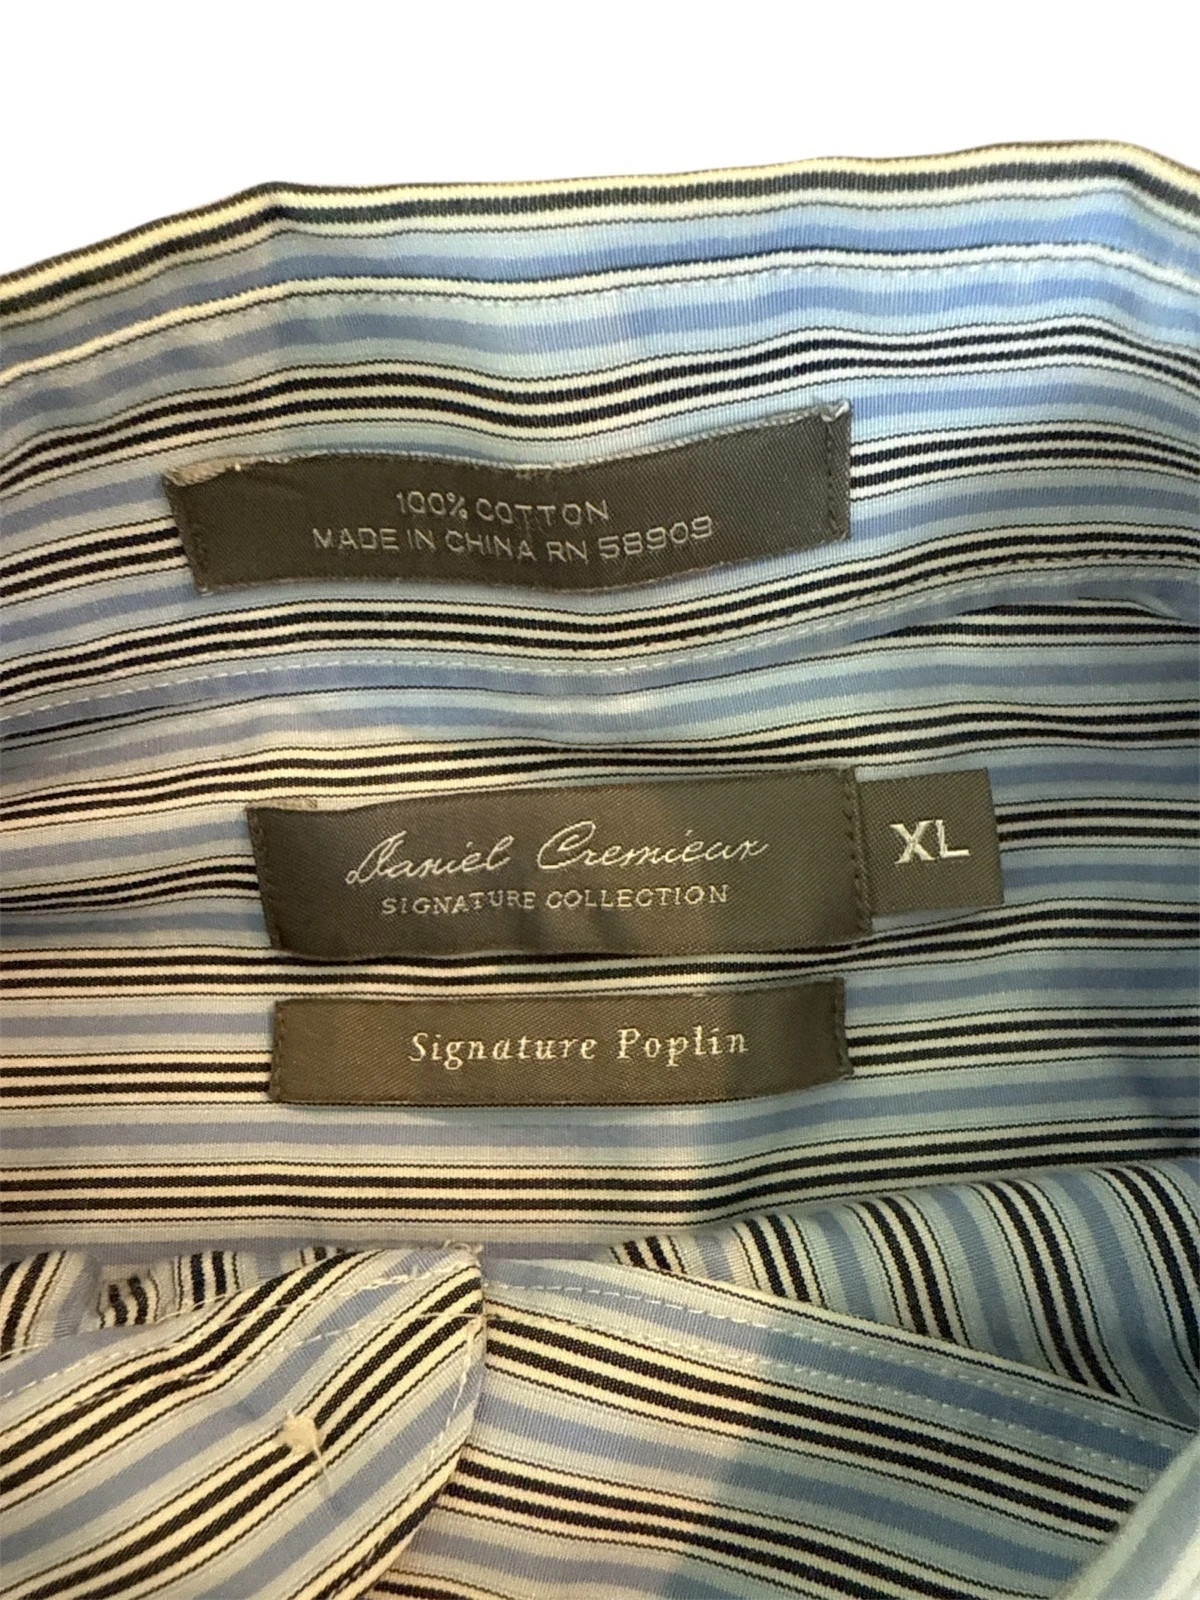 100% COTTON
MADE IN CHINA RN 58909
Daniel Cremieux
XL
SIGNATURE COLLECTION
Signature Poplin